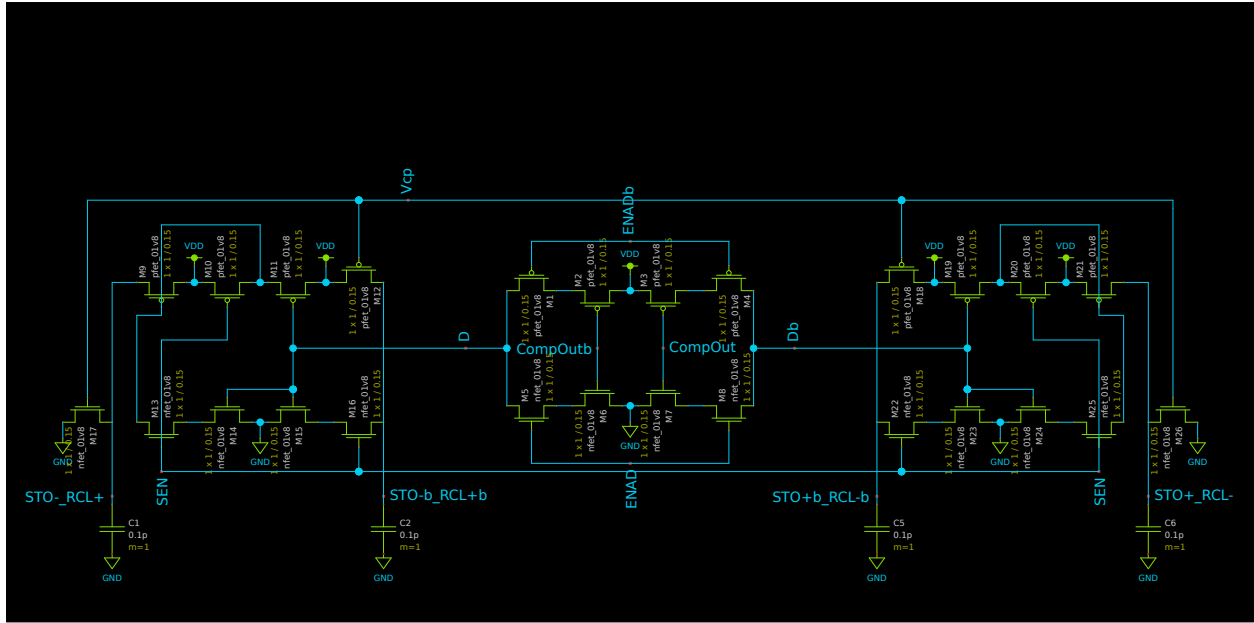 Vcp
ENADb
VDD
VDD
VDD
VDD
VDD
M9
pfet_01v8
1 x 1 / 0.15
M10
pfet_01v8
1 x 1 / 0.15
M11
pfet_01v8
1 x 1 / 0.15
M12
pfet_01v8
1 x 1 / 0.15
M1
pfet_01v8
1 x 1 / 0.15
M2
pfet_01v8
1 x 1 / 0.15
M3
pfet_01v8
1 x 1 / 0.15
M4
pfet_01v8
1 x 1 / 0.15
M18
pfet_01v8
1 x 1 / 0.15
M19
pfet_01v8
1 x 1 / 0.15
M20
pfet_01v8
1 x 1 / 0.15
M21
pfet_01v8
1 x 1 / 0.15
D
CompOutb
CompOut
Db
M17
nfet_01v8
1 x 1 / 0.15
GND
M13
nfet_01v8
1 x 1 / 0.15
M14
nfet_01v8
1 x 1 / 0.15
GND
M15
nfet_01v8
1 x 1 / 0.15
M16
nfet_01v8
1 x 1 / 0.15
M5
nfet_01v8
1 x 1 / 0.15
M6
nfet_01v8
1 x 1 / 0.15
GND
M7
nfet_01v8
1 x 1 / 0.15
M8
nfet_01v8
1 x 1 / 0.15
M22
nfet_01v8
1 x 1 / 0.15
M23
nfet_01v8
1 x 1 / 0.15
GND
M24
nfet_01v8
1 x 1 / 0.15
M25
nfet_01v8
1 x 1 / 0.15
M26
nfet_01v8
1 x 1 / 0.15
GND
SEN
ENAD
SEN
STO-_RCL+
STO-b_RCL+b
STO+b_RCL-b
STO+_RCL-
C1
0.1p
m=1
GND
C2
0.1p
m=1
GND
C5
0.1p
m=1
GND
C6
0.1p
m=1
GND